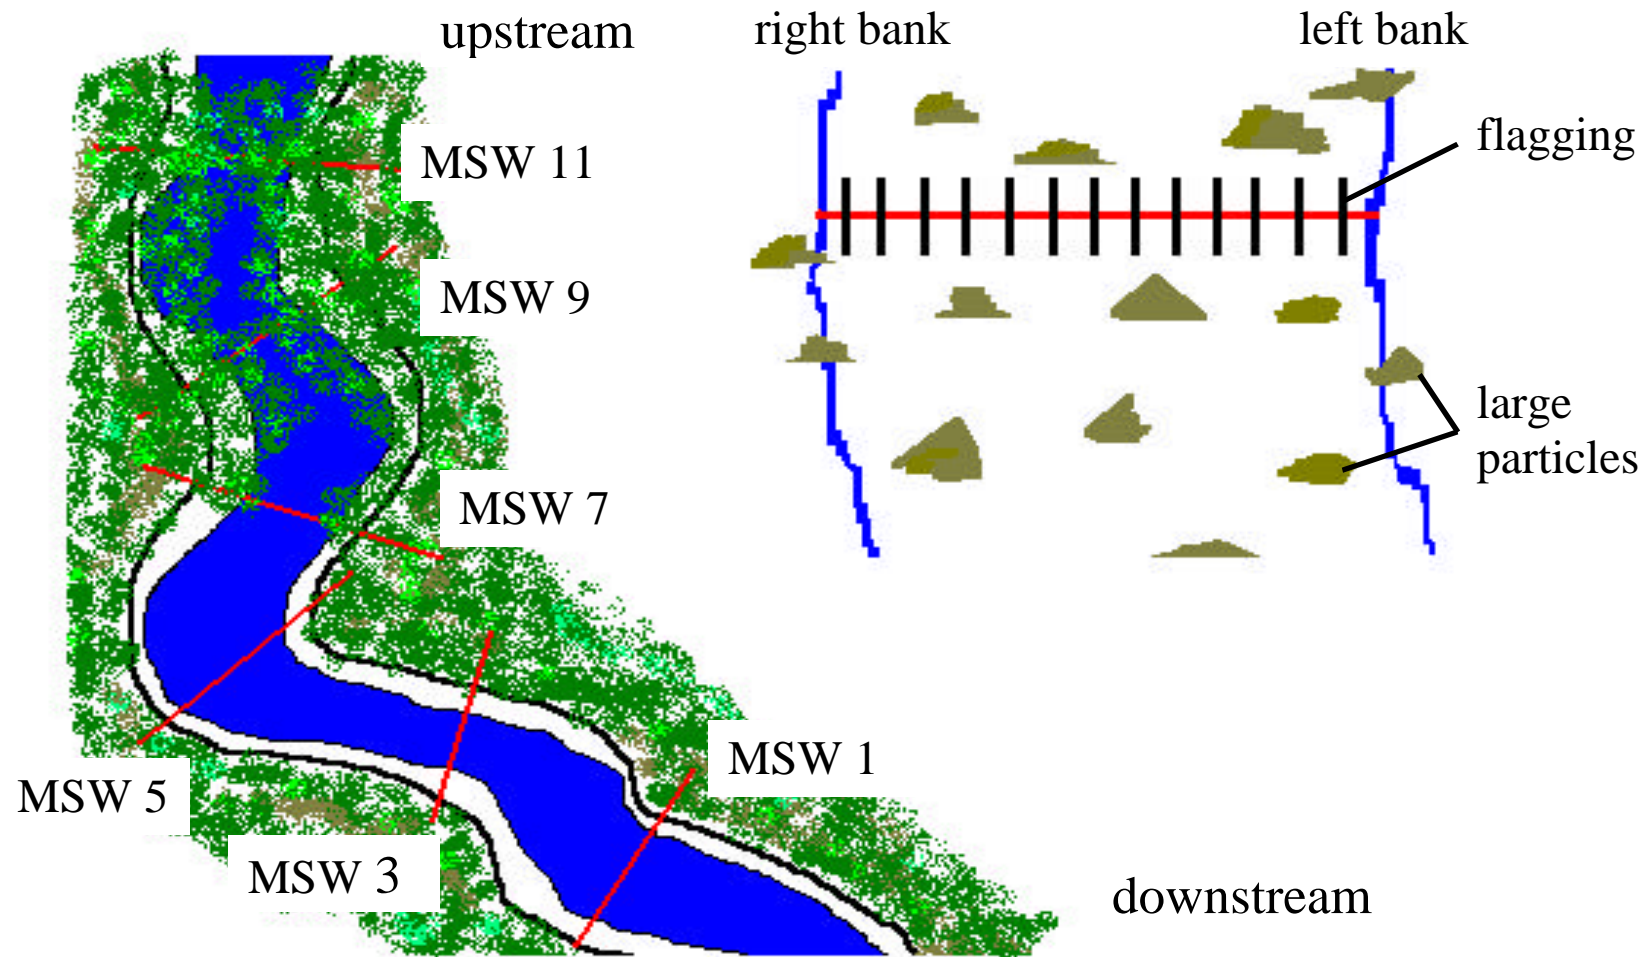 upstream
right bank
left bank
flagging
MSW 11
MSW 9
large
particles
MSW 7
MSW 1
MSW 5
MSW 3
downstream